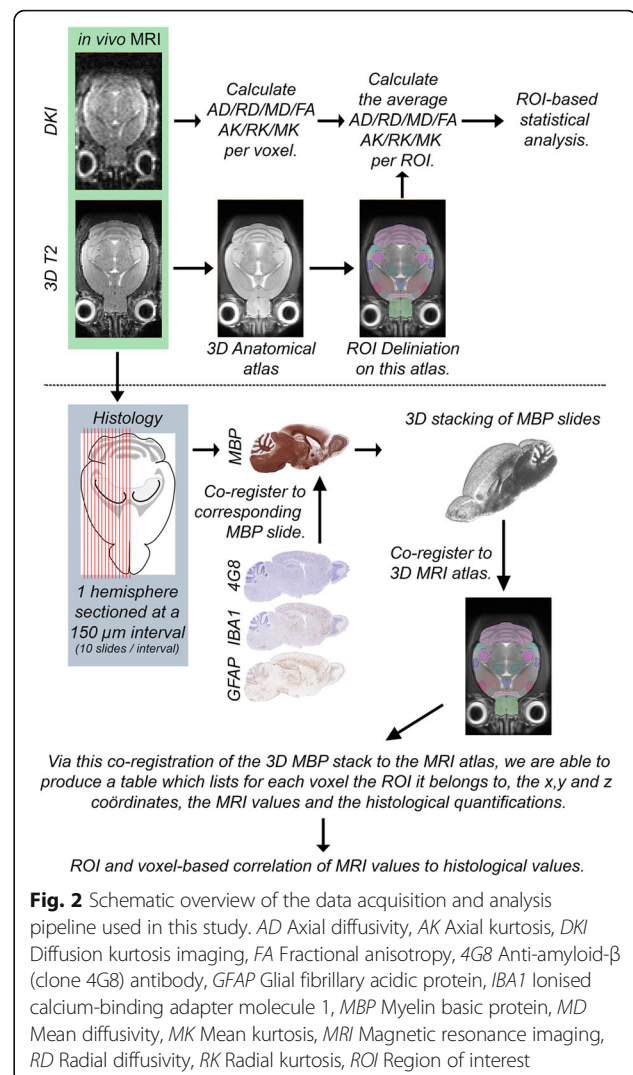 in vivo MRI
DKI
Calculate
AD/RD/MD/FA
AK/RK/MK
per voxel.
Calculate
the average
AD/RD/MD/FA
AK/RK/MK
per ROI.
ROI-based
statistical
analysis.
3D T2
3D Anatomical
atlas
ROI Deliniation
on this atlas.
Histology
1 hemisphere
sectioned at a
150 µm interval
(10 slides / interval)
MBP
Co-register to
corresponding
MBP slide.
4G8
IBA1
GFAP
3D stacking of MBP slides
Co-register to
3D MRI atlas.
Via this co-registration of the 3D MBP stack to the MRI atlas, we are able to
produce a table which lists for each voxel the ROI it belongs to, the x,y and z
coördinates, the MRI values and the histological quantifications.
ROI and voxel-based correlation of MRI values to histological values.
Fig. 2 Schematic overview of the data acquisition and analysis
pipeline used in this study. AD Axial diffusivity, AK Axial kurtosis, DKI
Diffusion kurtosis imaging, FA Fractional anisotropy, 4G8 Anti-amyloid-β
(clone 4G8) antibody, GFAP Glial fibrillary acidic protein, IBA1 Ionised
calcium-binding adapter molecule 1, MBP Myelin basic protein, MD
Mean diffusivity, MK Mean kurtosis, MRI Magnetic resonance imaging,
RD Radial diffusivity, RK Radial kurtosis, ROI Region of interest